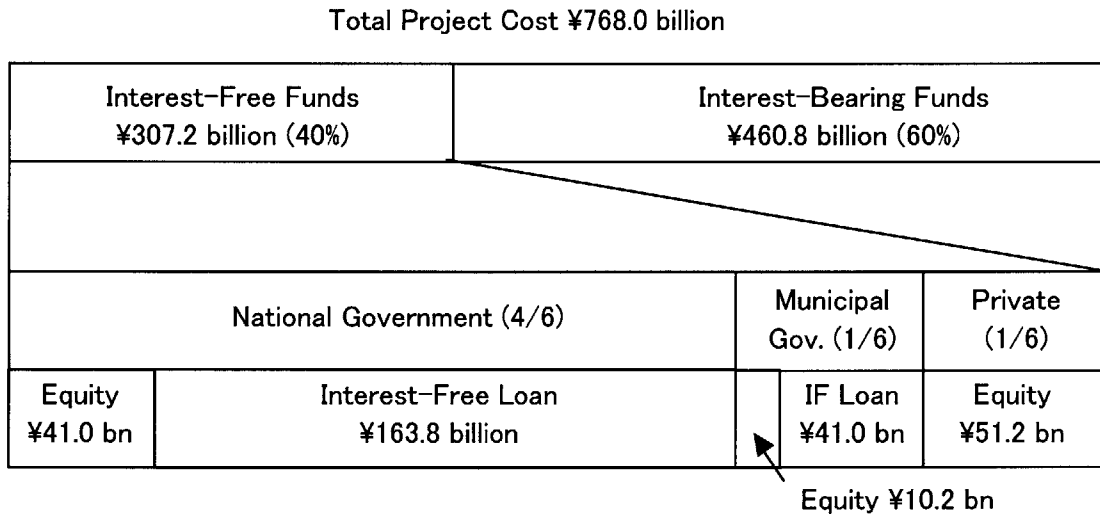 Total Project Cost ¥768.0 billion
Interest-Free Funds
¥307.2 billion (40%)
Interest-Bearing Funds
¥460.8 billion (60%)
National Government (4/6)
Municipal
Gov. (1/6)
Private
(1/6)
Equity
¥41.0 bn
Interest-Free Loan
¥163.8 billion
IF Loan
¥41.0 bn
Equity
¥51.2 bn
Equity ¥10.2 bn